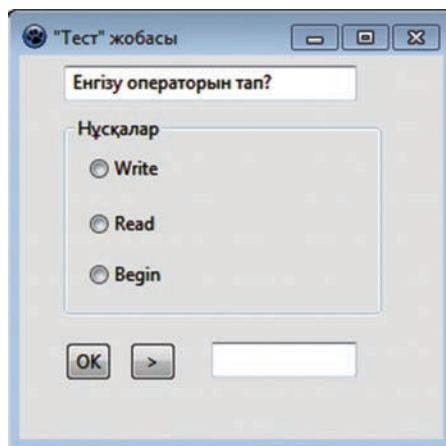 "Тест" жобасы
Енгізу операторын тап?
Нұсқалар
Write
Read
Begin
OK >